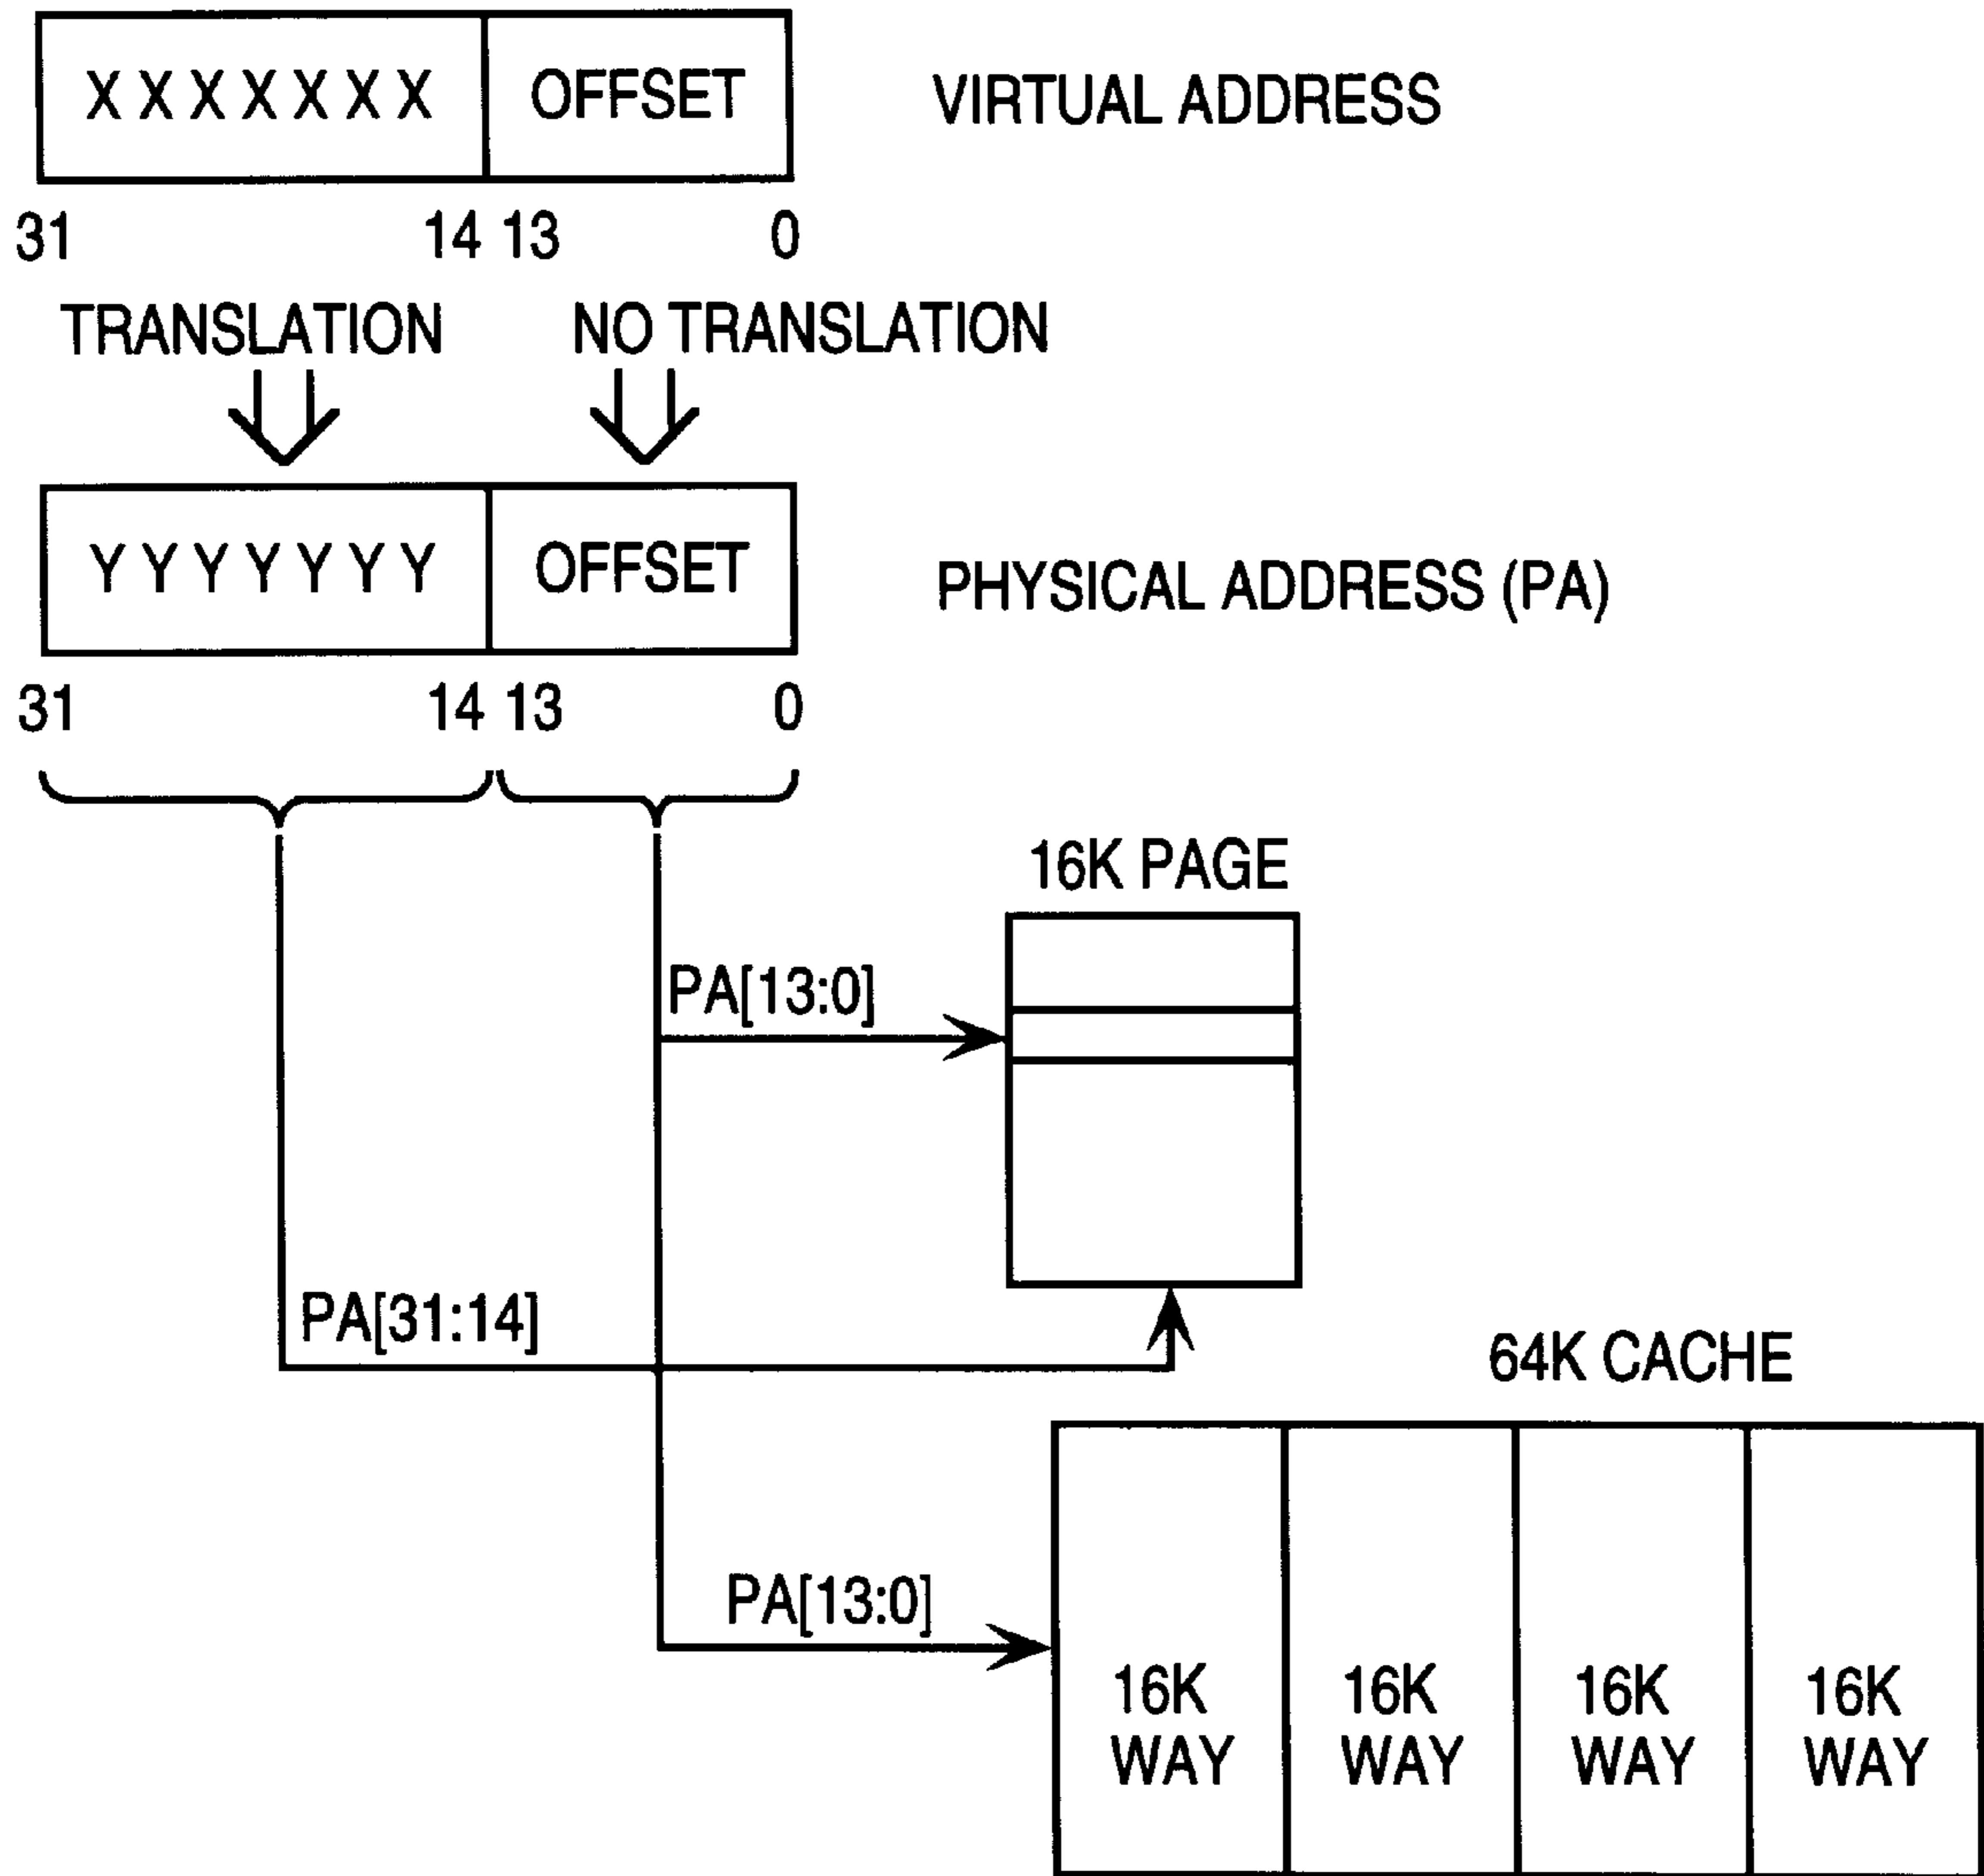 X X X X X X X OFFSET VIRTUAL ADDRESS
31 14 13 0
TRANSLATION NO TRANSLATION
Y Y Y Y Y Y Y OFFSET PHYSICAL ADDRESS (PA)
31 14 13 0
16K PAGE
PA[13:0]
PA[31:14]
64K CACHE
PA[13:0]
16K 16K 16K 16K
WAY WAY WAY WAY